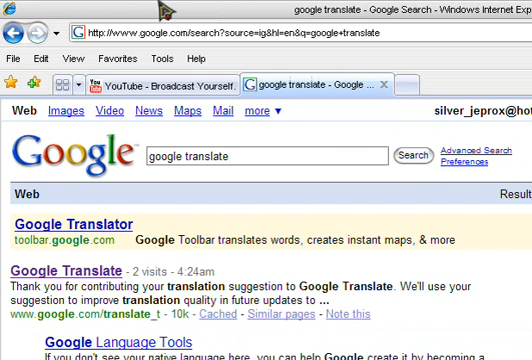 google translate - Google Search - Windows Internet Exp
http://www.google.com/search?source=ig&hl=en&q=google+translate
File Edit View Favorites Tools Help
YouTube - Broadcast Yourself. google translate - Google ...
Web Images Video News Maps Mail more ▼ silver_jeprox@ho
Google google translate Search Advanced Search
Preferences
Web Result
Google Translator
toolbar.google.com Google Toolbar translates words, creates instant maps, & more
Google Translate - 2 visits - 4:24am
Thank you for contributing your translation suggestion to Google Translate. We'll use your
suggestion to improve translation quality in future updates to ...
www.google.com/translate_t - 10k - Cached - Similar pages - Note this
Google Language Tools
If you don't see your native language here, you can help Google create it by becoming a